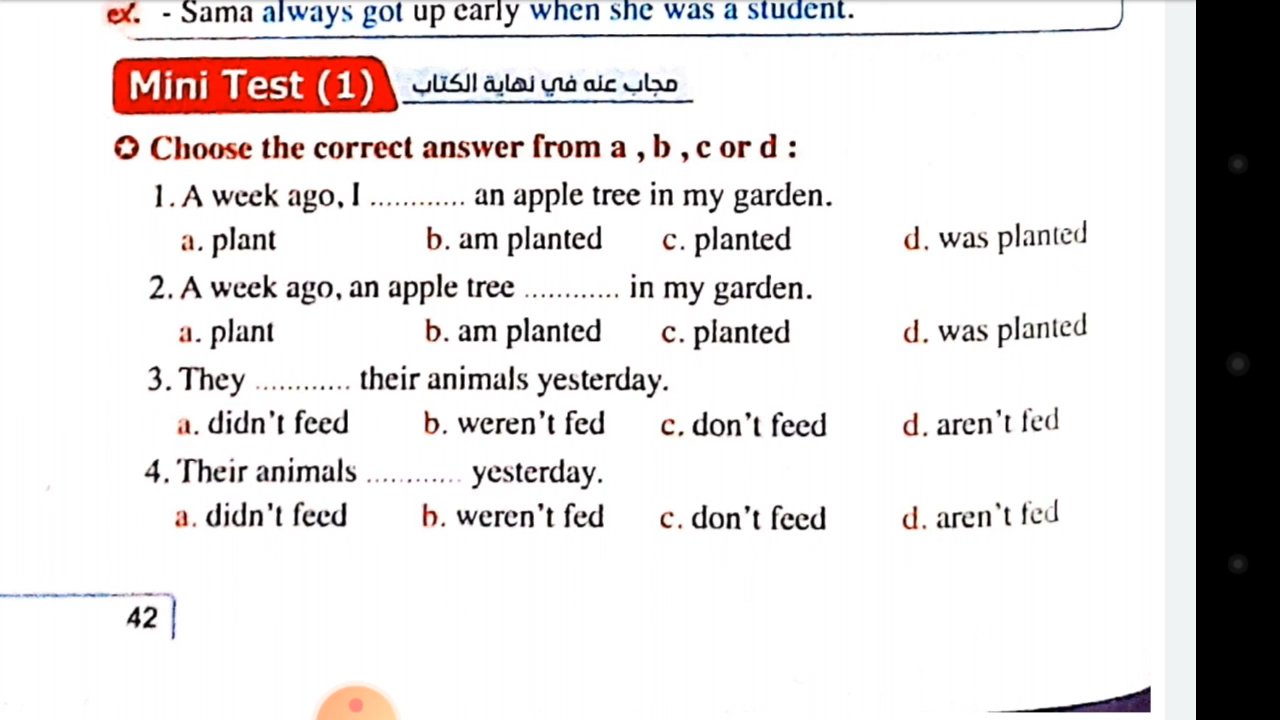 ex. - Sama always got up early when she was a student.
Mini Test (1) مجاب عنه في نهاية الكتاب
✪ Choose the correct answer from a , b , c or d :
1. A week ago, I ............ an apple tree in my garden.
a. plant b. am planted c. planted d. was planted
2. A week ago, an apple tree ............ in my garden.
a. plant b. am planted c. planted d. was planted
3. They ............ their animals yesterday.
a. didn't feed b. weren't fed c. don't feed d. aren't fed
4. Their animals ............ yesterday.
a. didn't feed b. weren't fed c. don't feed d. aren't fed
42